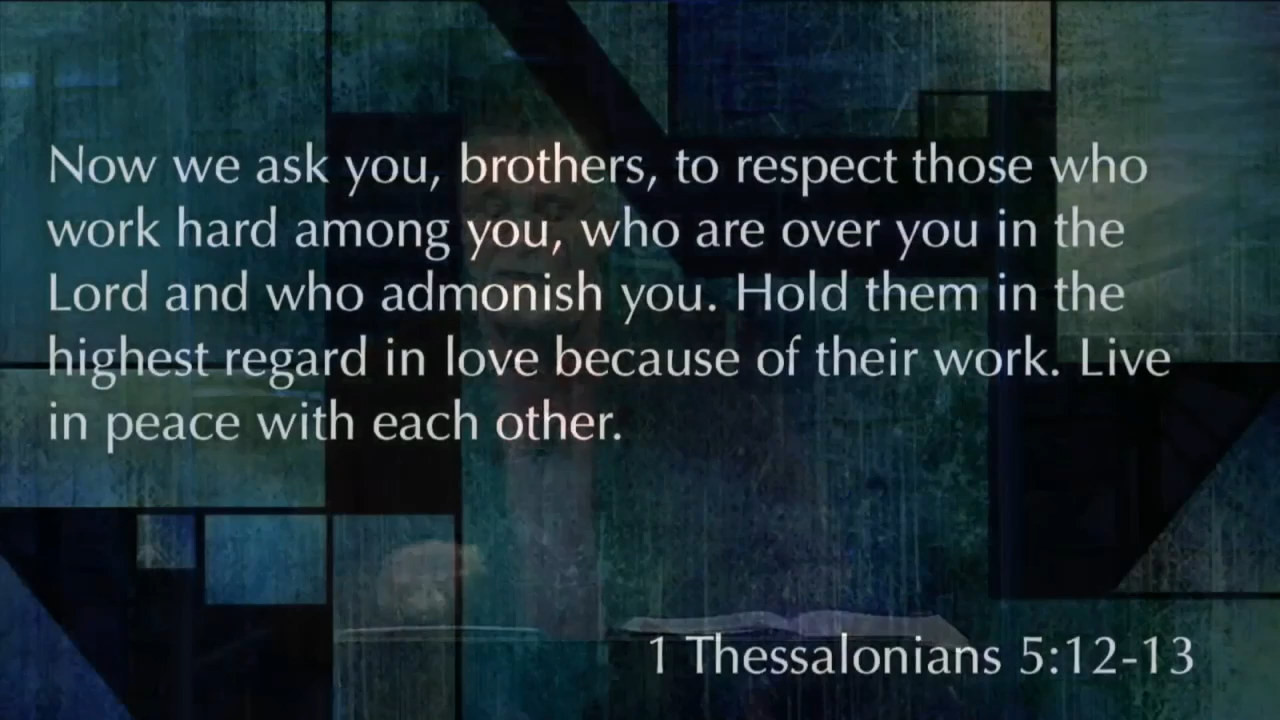 Now we ask you, brothers, to respect those who
work hard among you, who are over you in the
Lord and who admonish you. Hold them in the
highest regard in love because of their work. Live
in peace with each other.
1 Thessalonians 5:12-13